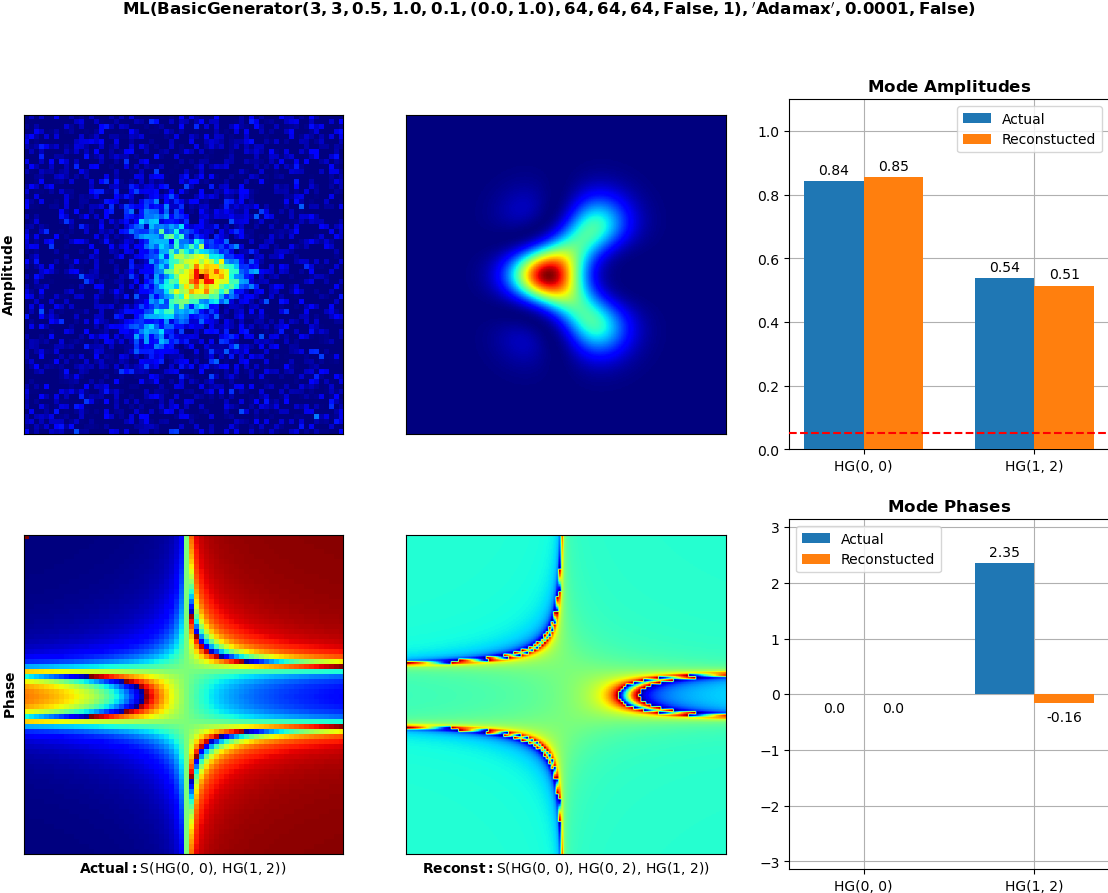 ML(BasicGenerator(3, 3, 0.5, 1.0, 0.1, (0.0, 1.0), 64, 64, 64, False, 1), ′Adamax′, 0.0001, False)
Mode Amplitudes
Amplitude
1.0
0.8
0.6
0.4
0.2
0.0
Actual
Reconstucted
0.84
0.85
0.54
0.51
HG(0, 0)
HG(1, 2)
Mode Phases
Phase
3
2
1
0
−1
−2
−3
Actual
Reconstucted
0.0
0.0
2.35
-0.16
HG(0, 0)
HG(1, 2)
Actual: S(HG(0, 0), HG(1, 2))
Reconst: S(HG(0, 0), HG(0, 2), HG(1, 2))